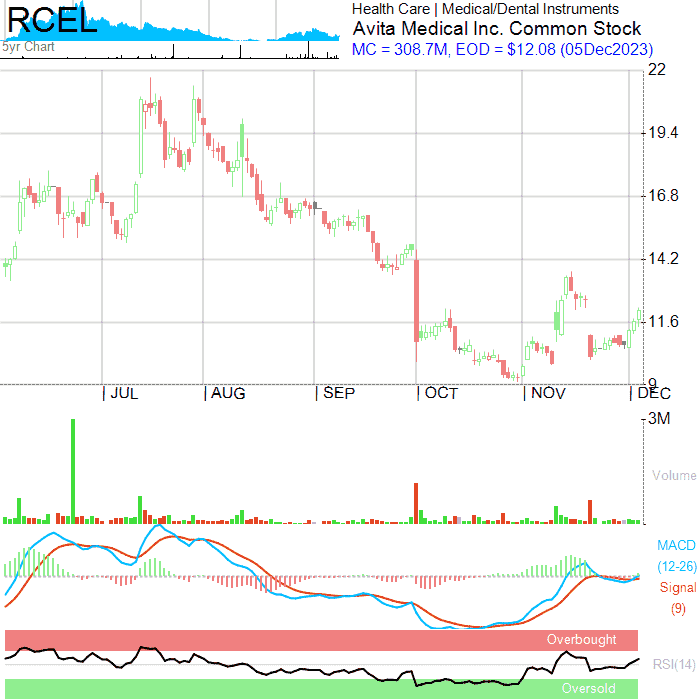 RCEL
5yr Chart
Health Care | Medical/Dental Instruments
Avita Medical Inc. Common Stock
MC = 308.7M, EOD = $12.08 (05Dec2023)
22
19.4
16.8
14.2
11.6
9
JUL AUG SEP OCT NOV DEC
3M
Volume
MACD
(12-26)
Signal
(9)
Overbought
RSI(14)
Oversold